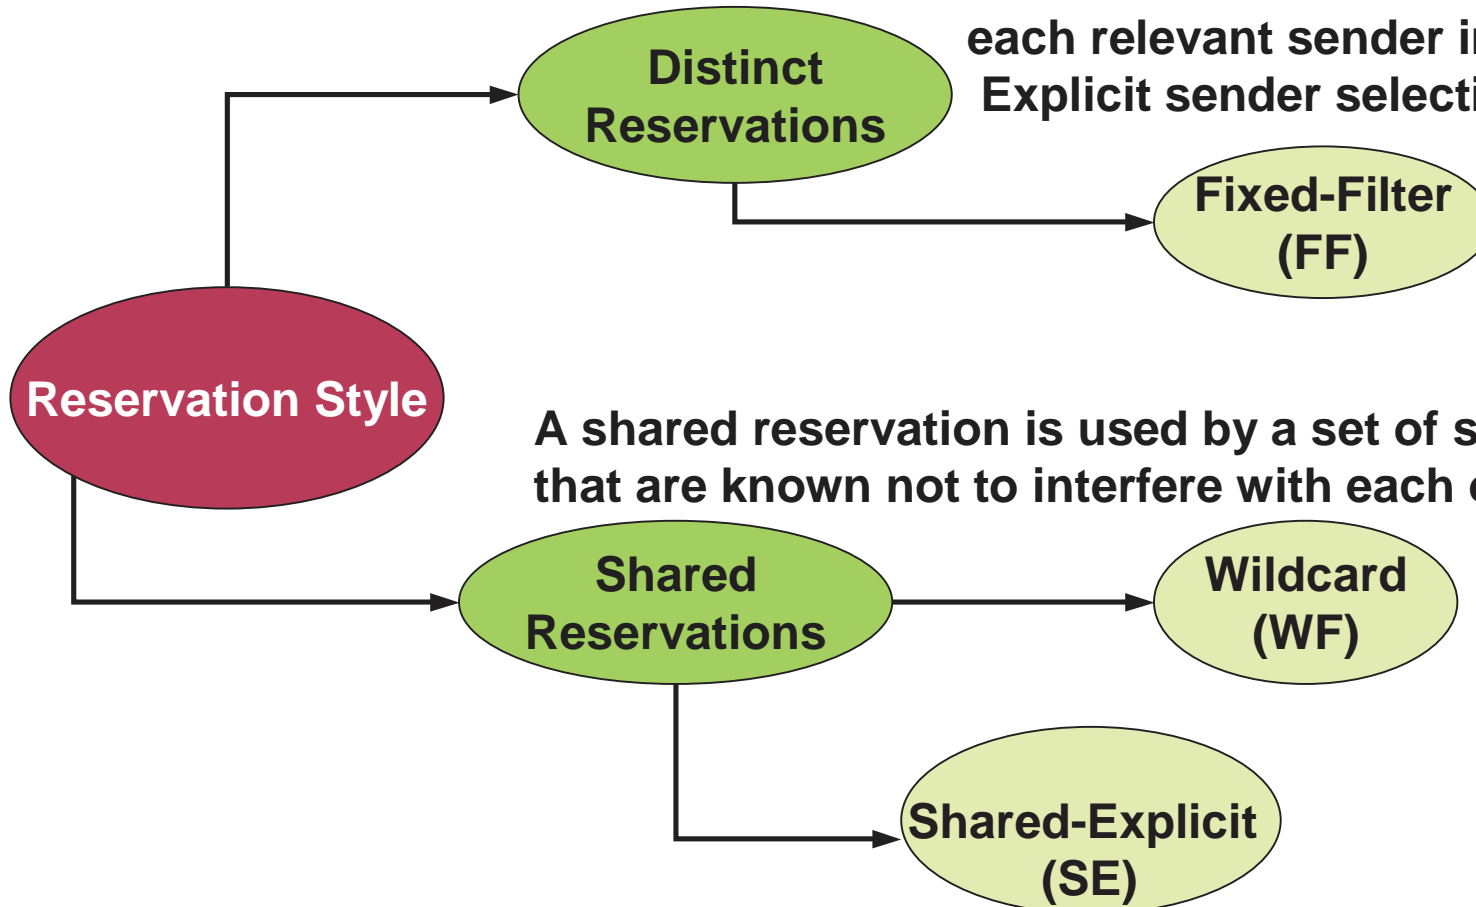 each relevant sender
Explicit sender
Distinct
Reservations
Fixed-Filter
(FF)
Reservation Style
A shared reservation is used by a set of
that are known not to interfere with each
Shared
Reservations
Wildcard
(WF)
Shared-Explicit
(SE)